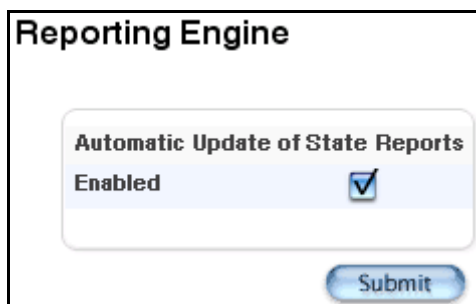 Reporting Engine
Automatic Update of State Reports
Enabled
Submit